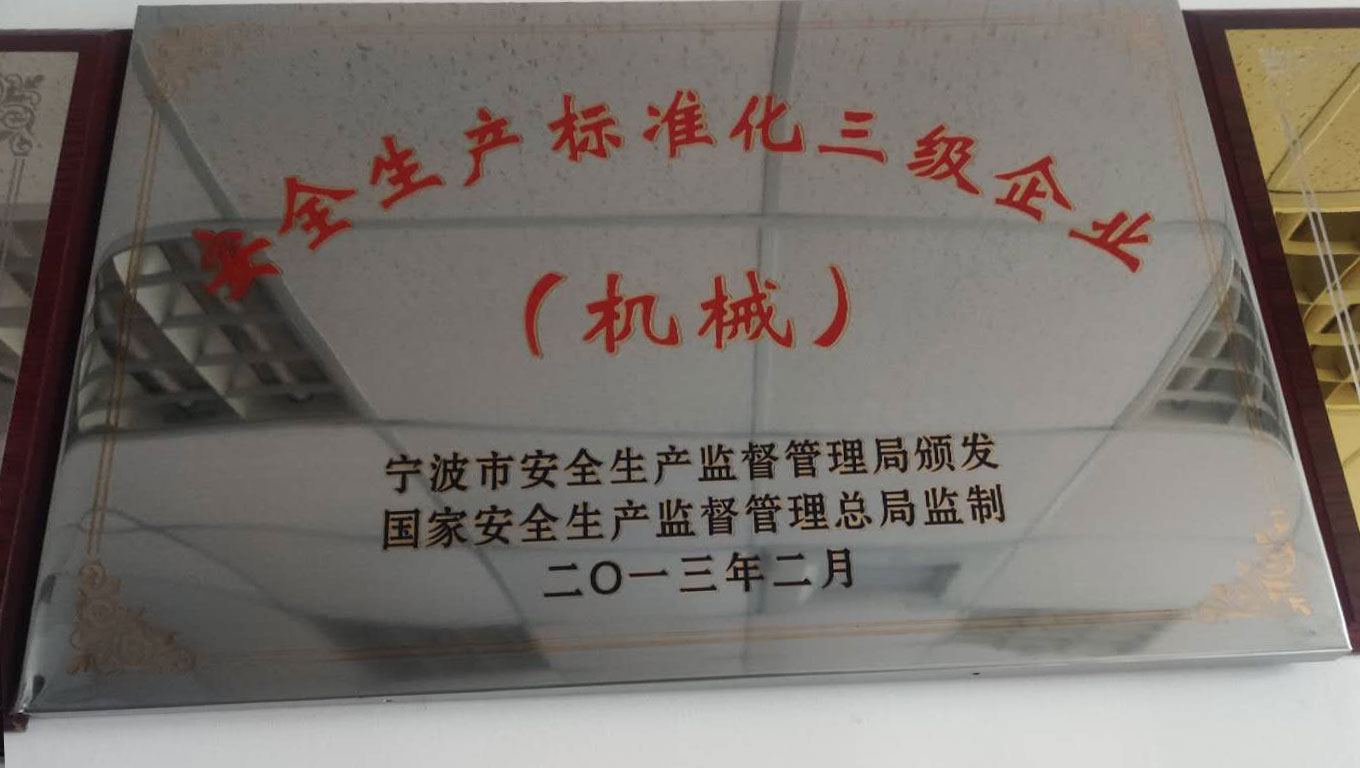 安全生产标准化三级企业
（机械）
宁波市安全生产监督管理局颁发
国家安全生产监督管理总局监制
二〇一三年二月